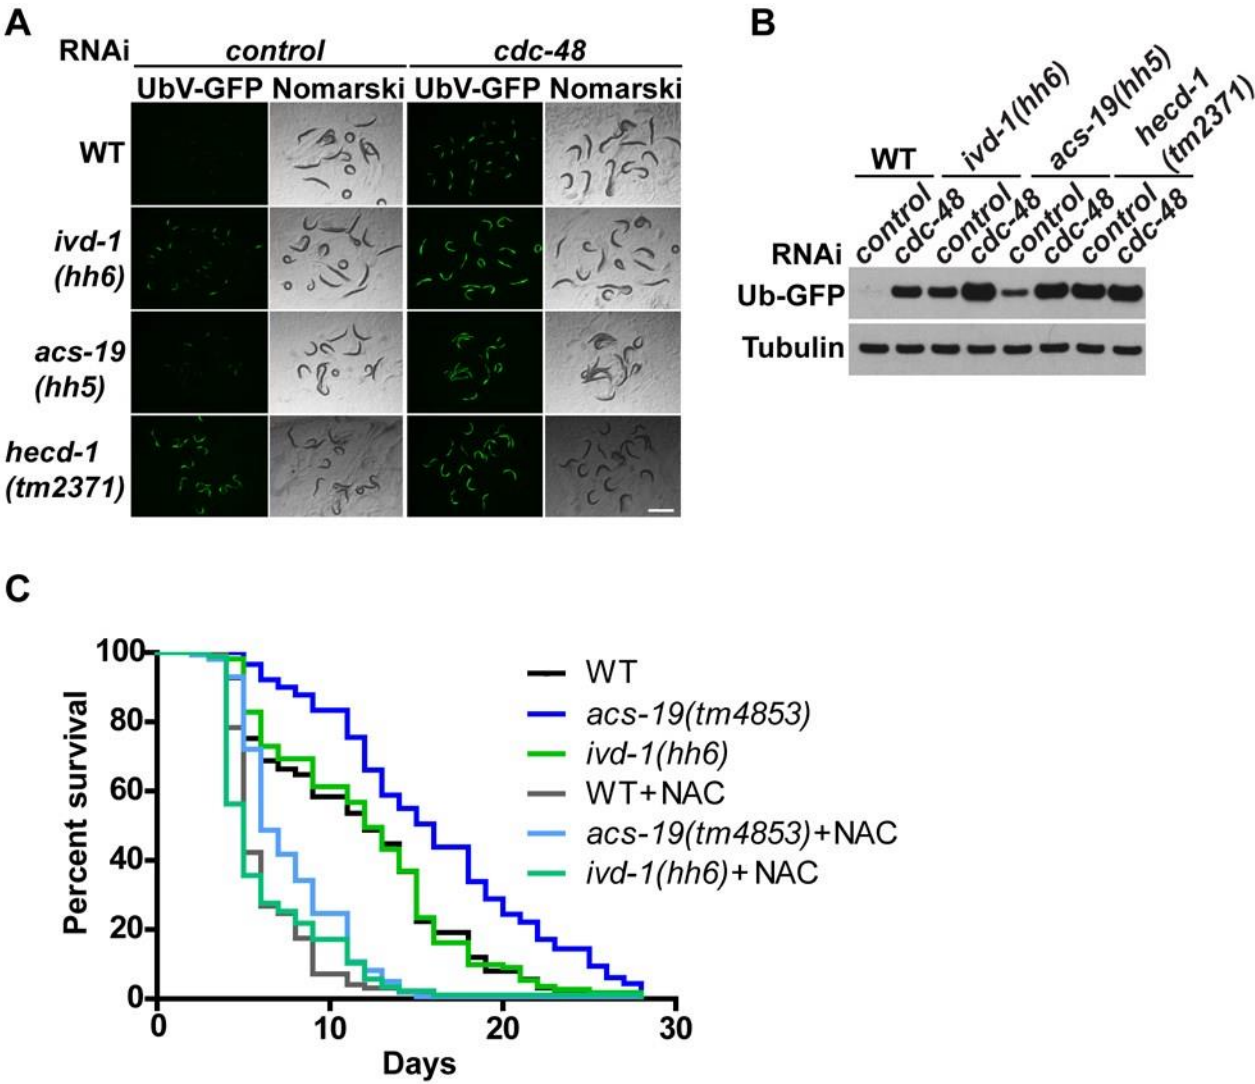 A
RNAi control cdc-48
UbV-GFP Nomarski UbV-GFP Nomarski
WT
ivd-1
(hh6)
acs-19
(hh5)
hecd-1
(tm2371)
B
WT ivd-1(hh6) acs-19(hh5) hecd-1
(tm2371)
RNAi control cdc-48 control cdc-48 control cdc-48 control cdc-48
Ub-GFP
Tubulin
C
Percent survival
100
80
60
40
20
0
0 10 20 30
Days
WT
acs-19(tm4853)
ivd-1(hh6)
WT+NAC
acs-19(tm4853)+NAC
ivd-1(hh6)+NAC